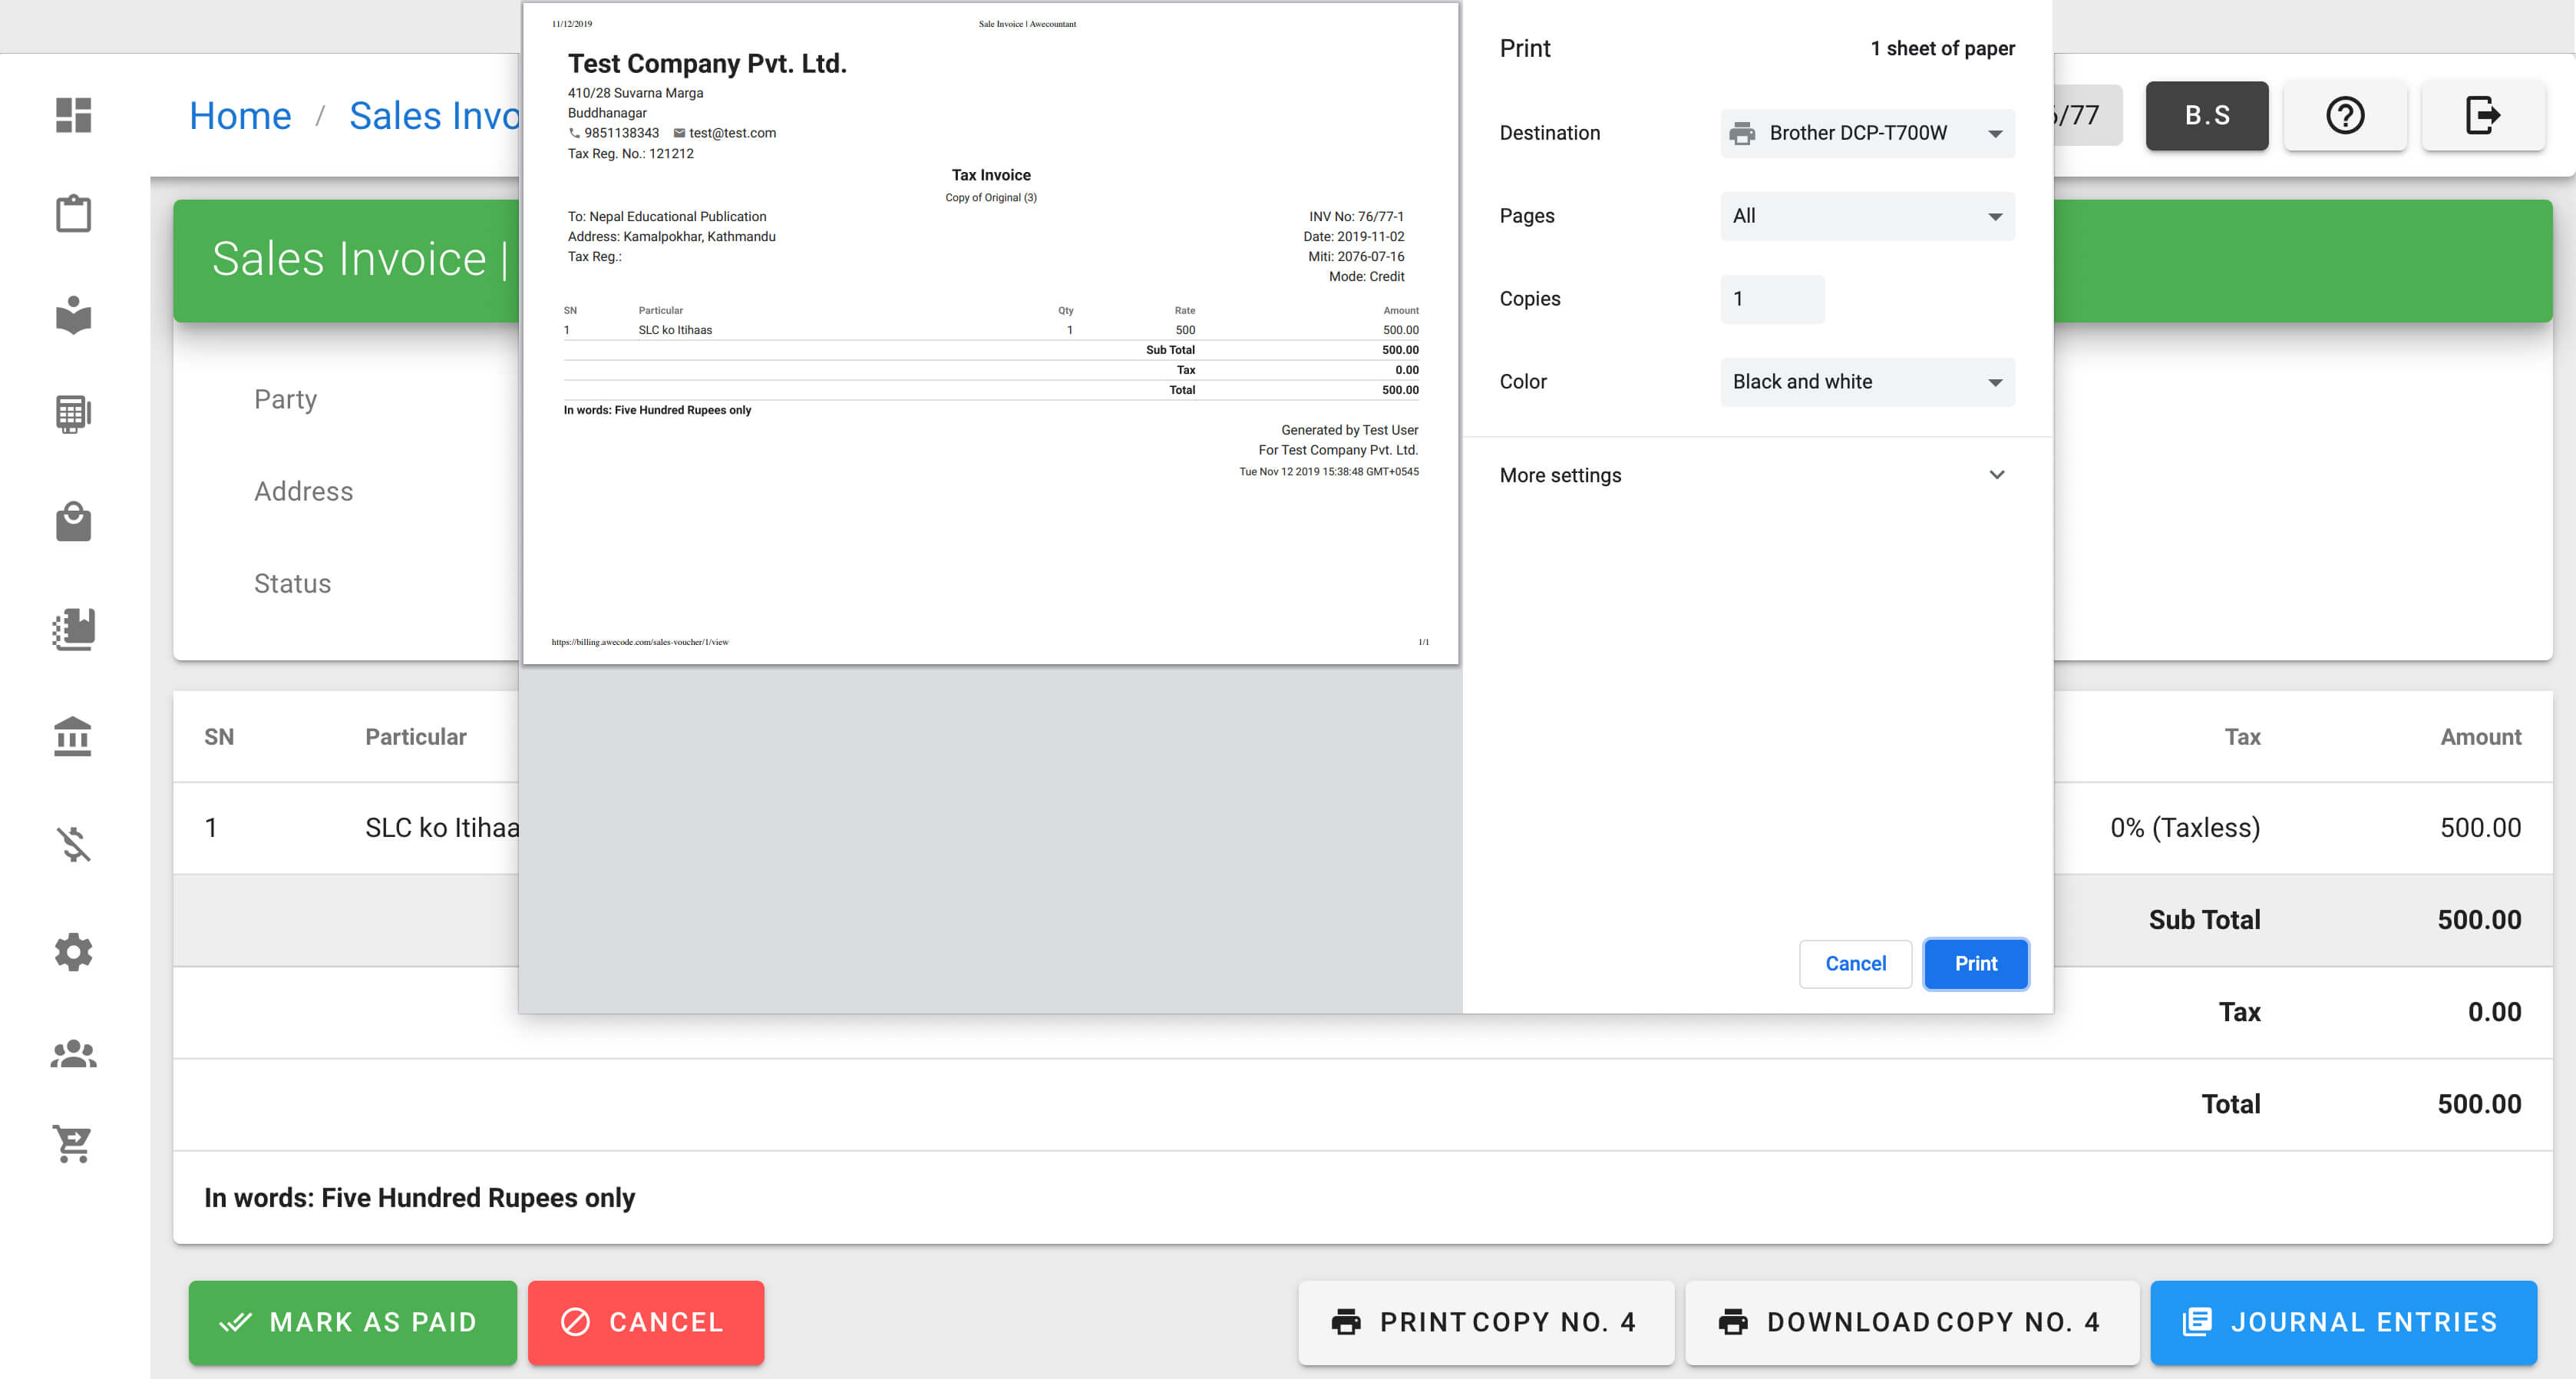 11/12/2019 Sale Invoice | Awecountant
Test Company Pvt. Ltd.
410/28 Suvarna Marga
Buddhanagar
9851138343 test@test.com
Tax Reg. No.: 121212
Tax Invoice
Copy of Original (3)
To: Nepal Educational Publication INV No: 76/77-1
Address: Kamalpokhar, Kathmandu Date: 2019-11-02
Tax Reg.: Miti: 2076-07-16
Mode: Credit
SN Particular Qty Rate Amount
1 SLC ko Itihaas 1 500 500.00
Sub Total 500.00
Tax 0.00
Total 500.00
In words: Five Hundred Rupees only
Generated by Test User
For Test Company Pvt. Ltd.
Tue Nov 12 2019 15:38:48 GMT+0545
https://billing.awecode.com/sales-voucher/1/view 1/1
Print 1 sheet of paper
Destination Brother DCP-T700W
Pages All
Copies 1
Color Black and white
More settings
Cancel Print
Home / Sales Invo
/77 B.S
Sales Invoice |
Party
Address
Status
SN Particular Tax Amount
1 SLC ko Itihaa 0% (Taxless) 500.00
Sub Total 500.00
Tax 0.00
Total 500.00
In words: Five Hundred Rupees only
MARK AS PAID CANCEL PRINT COPY NO. 4 DOWNLOAD COPY NO. 4 JOURNAL ENTRIES